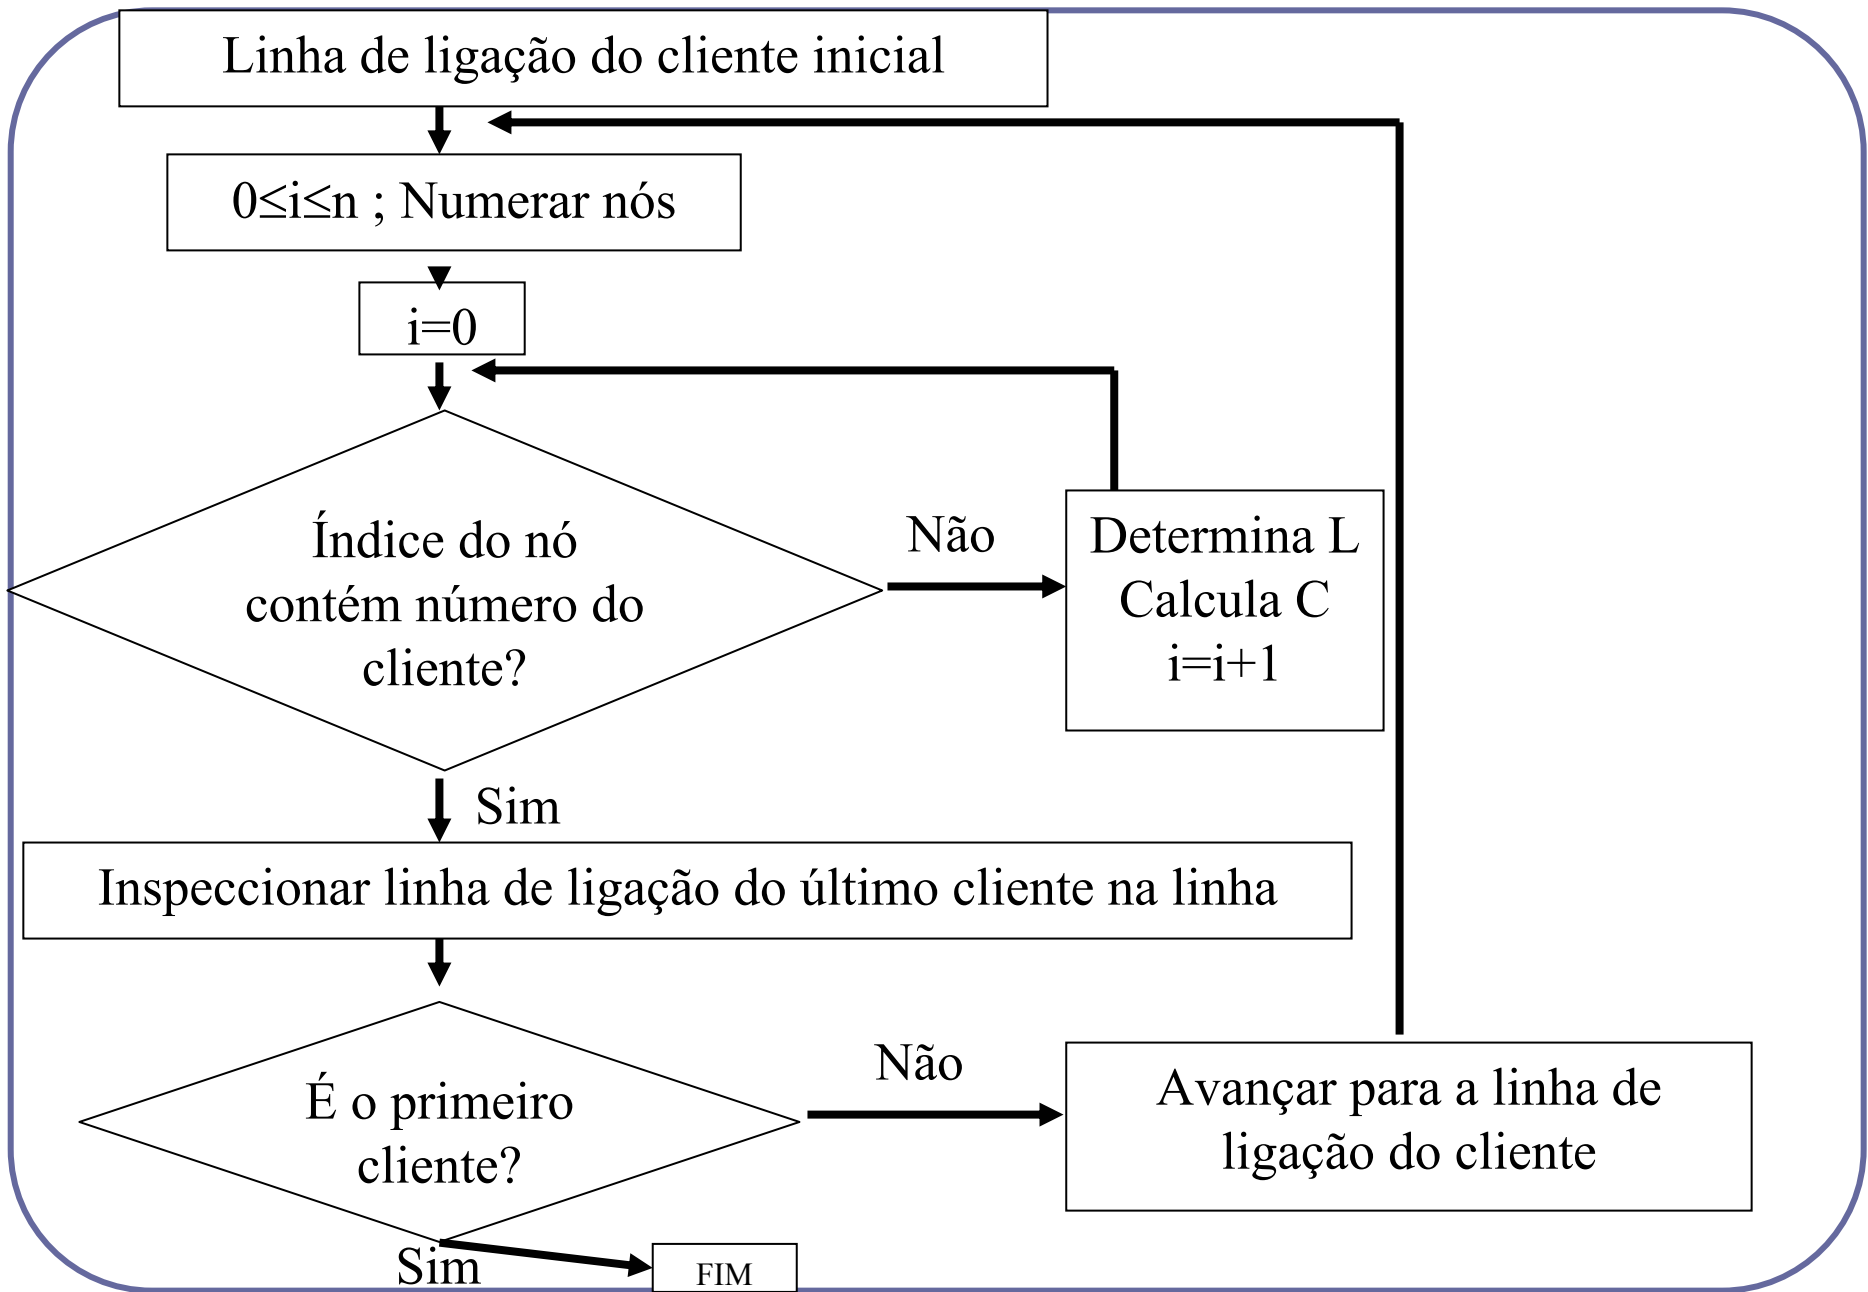 Linha de ligação do cliente inicial
0≤i≤n ; Numerar nós
i=0
Índice do nó
contém número do
cliente?
Não
Determina L
Calcula C
i=i+1
Sim
Inspeccionar linha de ligação do último cliente na linha
É o primeiro
cliente?
Não
Avançar para a linha de
ligação do cliente
Sim
FIM